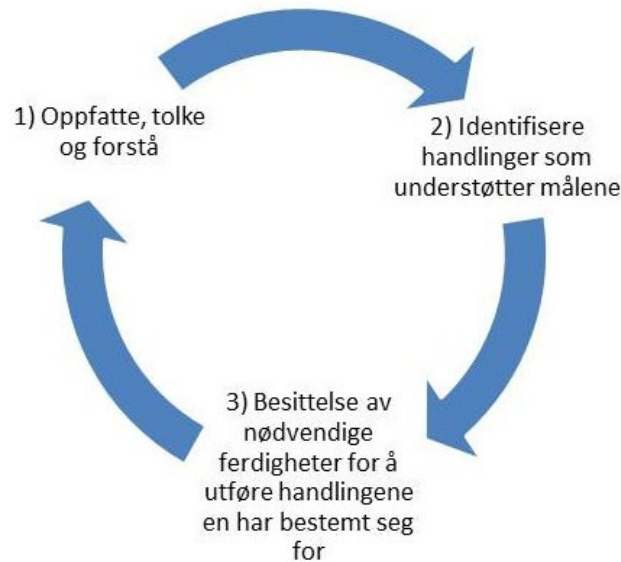 1) Oppfatte, tolke
og forstå
2) Identifisere
handlinger som
understøtter målene
3) Besittelse av
nødvendige
ferdigheter for å
utføre handlingene
en har bestemt seg
for